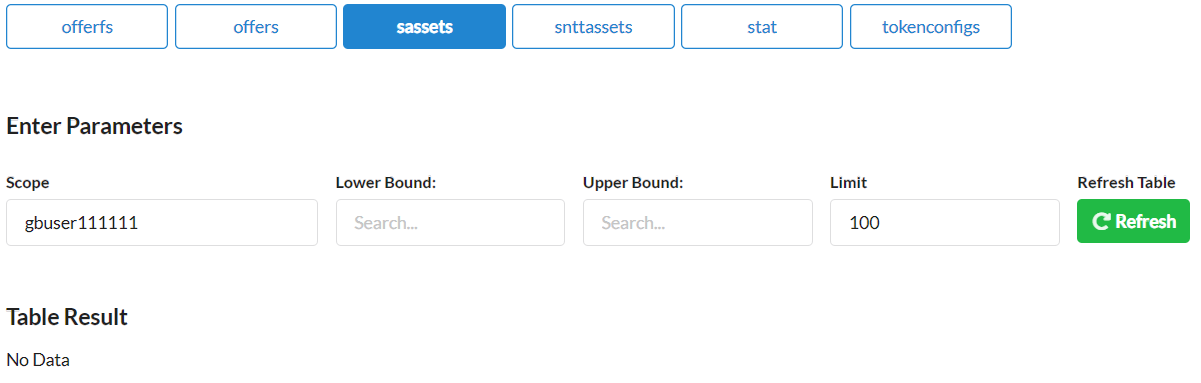 offerfs offers sassets snttassets stat tokenconfigs
Enter Parameters
Scope Lower Bound: Upper Bound: Limit Refresh Table
gbuser111111 Search... Search... 100 Refresh
Table Result
No Data